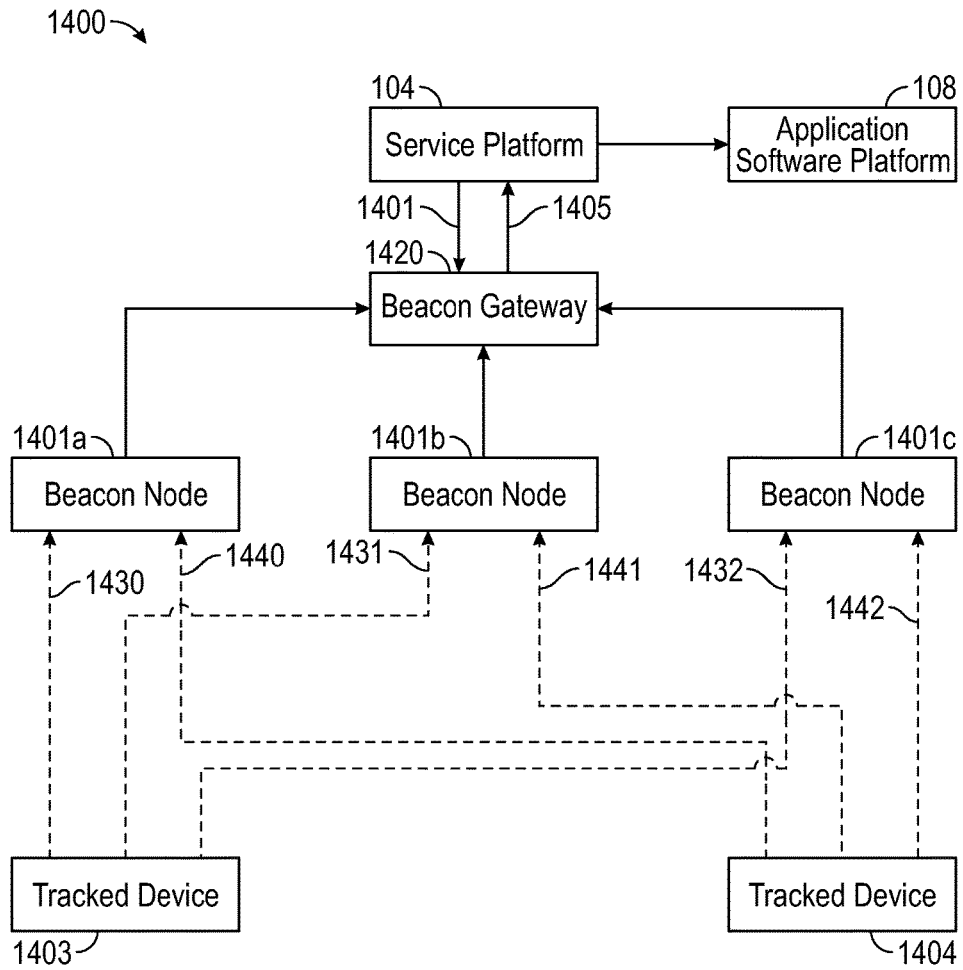 1400
104
108
Service Platform
Application
Software Platform
1401
1405
1420
Beacon Gateway
1401a
1401b
1401c
Beacon Node
Beacon Node
Beacon Node
1430
1440
1431
1441
1432
1442
Tracked Device
Tracked Device
1403
1404